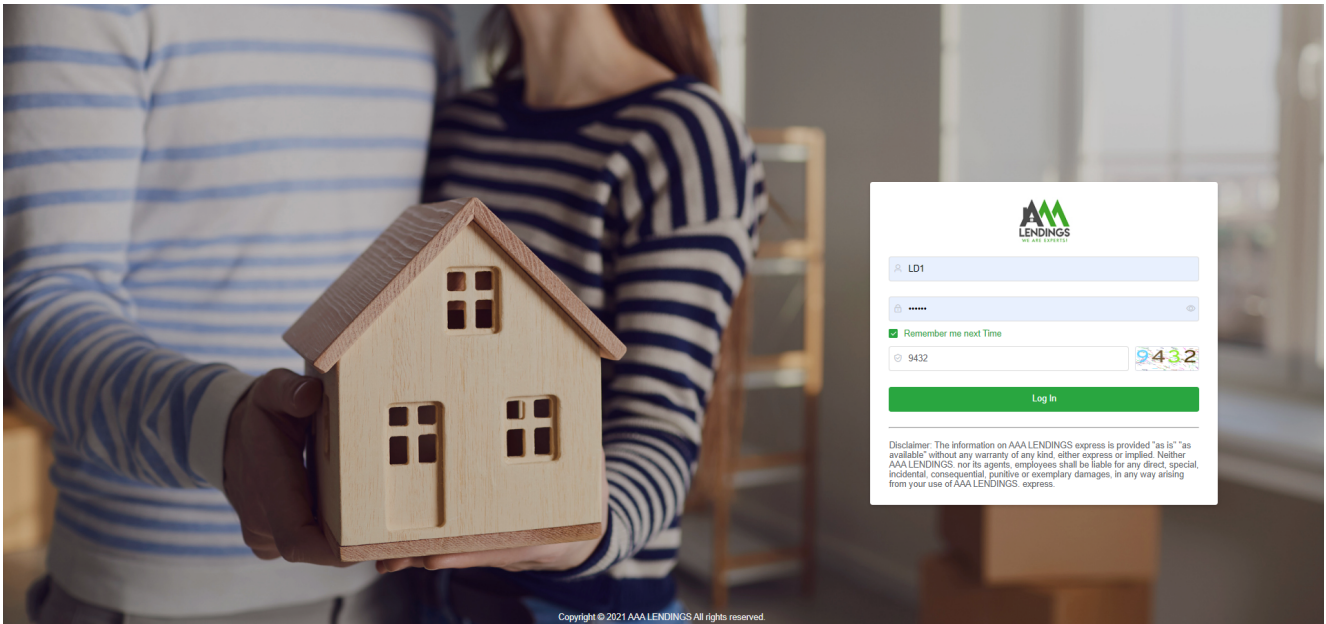 AAA
LENDINGS
WE ARE EXPERTS!
LD1
••••••
Remember me next Time
9432
9432
Log In
Disclaimer: The information on AAA LENDINGS express is provided "as is" "as
available" without any warranty of any kind, either express or implied. Neither
AAA LENDINGS. nor its agents, employees shall be liable for any direct, special,
incidental, consequential, punitive or exemplary damages, in any way arising
from your use of AAA LENDINGS. express.
Copyright © 2021 AAA LENDINGS All rights reserved.